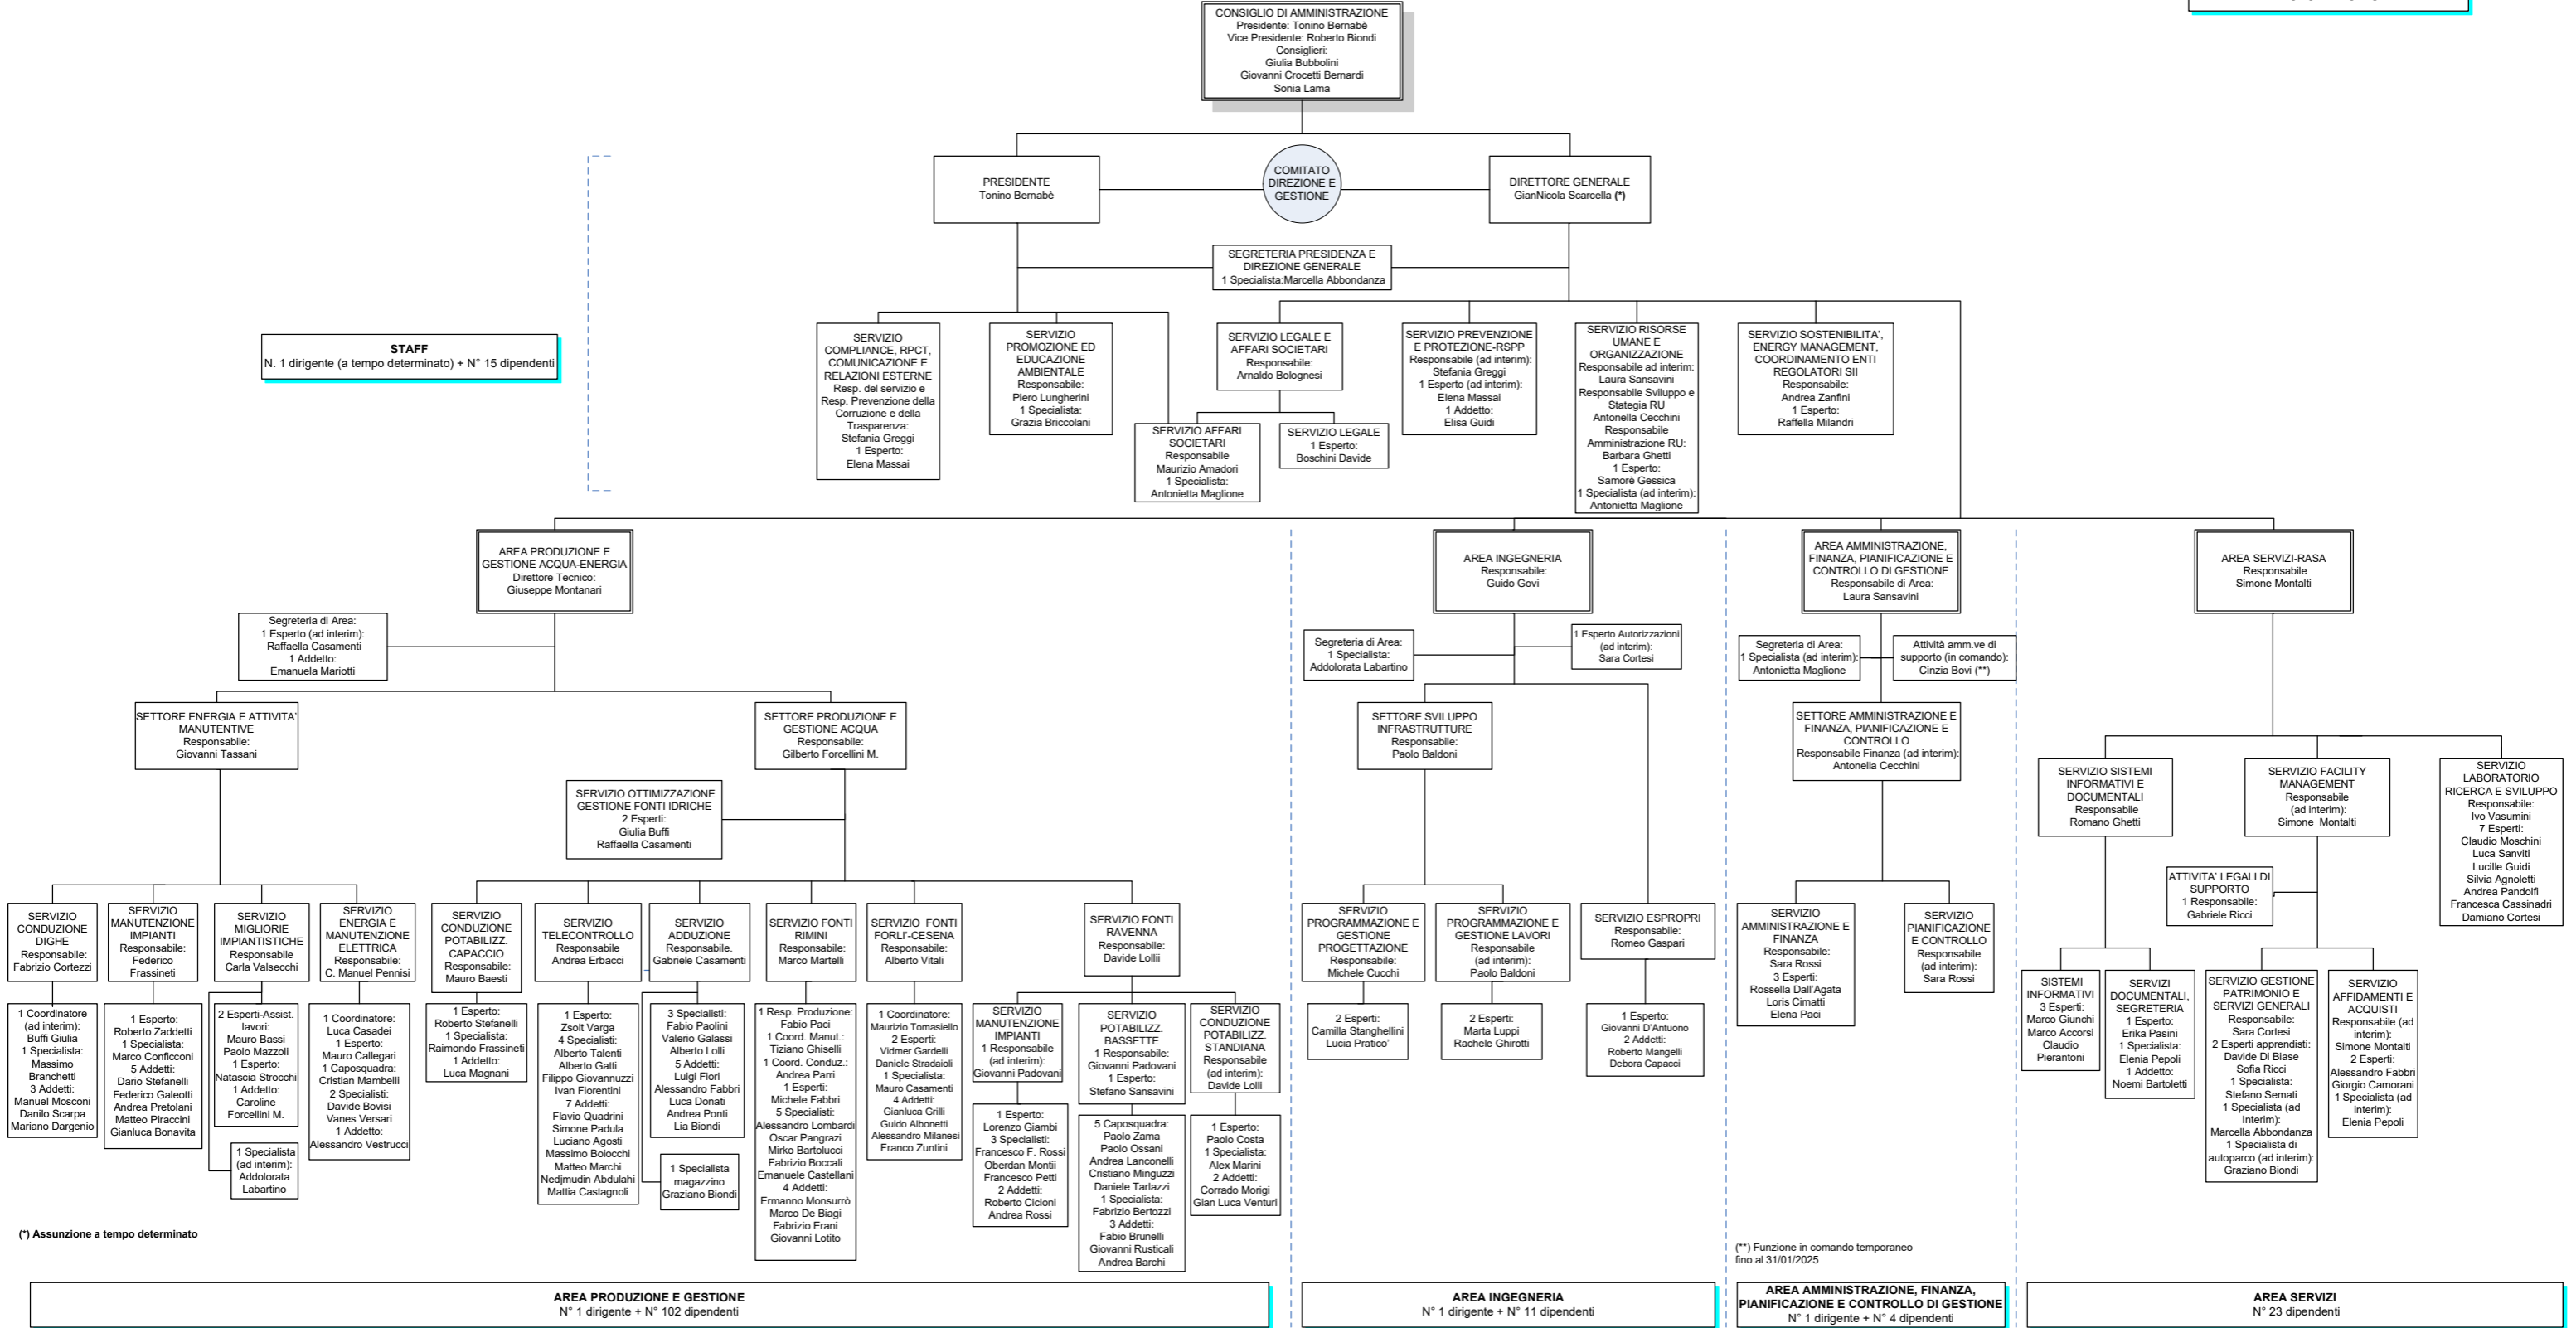 CONSIGLIO DI AMMINISTRAZIONE
Presidente: Tonino Bernabè
Vice Presidente: Roberto Biondi
Consiglieri:
Giulia Bubbolini
Giovanni Crocetti Bernardi
Sonia Lama
PRESIDENTE
Tonino Bernabè
COMITATO
DIREZIONE E
GESTIONE
DIRETTORE GENERALE
GianNicola Scarcella (*)
SEGRETERIA PRESIDENZA E
DIREZIONE GENERALE
1 Specialista:Marcella Abbondanza
STAFF
N. 1 dirigente (a tempo determinato) + N° 15 dipendenti
SERVIZIO
COMPLIANCE, RPCT,
COMUNICAZIONE E
RELAZIONI ESTERNE
Resp. del servizio e
Resp. Prevenzione della
Corruzione e della
Trasparenza:
Stefania Greggi
1 Esperto:
Elena Massai
SERVIZIO
PROMOZIONE ED
EDUCAZIONE
AMBIENTALE
Responsabile:
Piero Lungherini
1 Specialista:
Grazia Briccolani
SERVIZIO AFFARI
SOCIETARI
Responsabile
Maurizio Amadori
1 Specialista:
Antonietta Maglione
SERVIZIO LEGALE E
AFFARI SOCIETARI
Responsabile:
Arnaldo Bolognesi
SERVIZIO LEGALE
1 Esperto:
Boschini Davide
SERVIZIO PREVENZIONE
E PROTEZIONE-RSPP
Responsabile (ad interim):
Stefania Greggi
1 Esperto (ad interim):
Elena Massai
1 Addetto:
Elisa Guidi
SERVIZIO RISORSE
UMANE E
ORGANIZZAZIONE
Responsabile ad interim:
Laura Sansavini
Responsabile Sviluppo e
Stategia RU
Antonella Cecchini
Responsabile
Amministrazione RU:
Barbara Ghetti
1 Esperto:
Samorè Gessica
1 Specialista (ad interim):
Antonietta Maglione
SERVIZIO SOSTENIBILITA',
ENERGY MANAGEMENT,
COORDINAMENTO ENTI
REGOLATORI SII
Responsabile:
Andrea Zanfini
1 Esperto:
Raffella Milandri
AREA PRODUZIONE E
GESTIONE ACQUA-ENERGIA
Direttore Tecnico:
Giuseppe Montanari
AREA INGEGNERIA
Responsabile:
Guido Govi
AREA AMMINISTRAZIONE,
FINANZA, PIANIFICAZIONE E
CONTROLLO DI GESTIONE
Responsabile di Area:
Laura Sansavini
AREA SERVIZI-RASA
Responsabile
Simone Montalti
Segreteria di Area:
1 Esperto (ad interim):
Raffaella Casamenti
1 Addetto:
Emanuela Mariotti
Segreteria di Area:
1 Specialista:
Addolorata Labartino
1 Esperto Autorizzazioni
(ad interim):
Sara Cortesi
Segreteria di Area:
1 Specialista (ad interim):
Antonietta Maglione
Attività amm.ve di
supporto (in comando):
Cinzia Bovi (**)
SETTORE ENERGIA E ATTIVITA'
MANUTENTIVE
Responsabile:
Giovanni Tassani
SETTORE PRODUZIONE E
GESTIONE ACQUA
Responsabile:
Gilberto Forcellini M.
SETTORE SVILUPPO
INFRASTRUTTURE
Responsabile:
Paolo Baldoni
SETTORE AMMINISTRAZIONE E
FINANZA, PIANIFICAZIONE E
CONTROLLO
Responsabile Finanza (ad interim):
Antonella Cecchini
SERVIZIO OTTIMIZZAZIONE
GESTIONE FONTI IDRICHE
2 Esperti:
Giulia Buffi
Raffaella Casamenti
SERVIZIO SISTEMI
INFORMATIVI E
DOCUMENTALI
Responsabile
Romano Ghetti
SERVIZIO FACILITY
MANAGEMENT
Responsabile
(ad interim):
Simone Montalti
SERVIZIO
LABORATORIO
RICERCA E SVILUPPO
Responsabile:
Ivo Vasumini
7 Esperti:
Claudio Moschini
Luca Sanviti
Lucille Guidi
Silvia Agnoletti
Andrea Pandolfi
Francesca Cassinadri
Damiano Cortesi
ATTIVITA' LEGALI DI
SUPPORTO
1 Responsabile:
Gabriele Ricci
SERVIZIO
CONDUZIONE
DIGHE
Responsabile:
Fabrizio Cortezzi
SERVIZIO
MANUTENZIONE
IMPIANTI
Responsabile:
Federico
Frassineti
SERVIZIO
MIGLIORIE
IMPIANTISTICHE
Responsabile
Carla Valsecchi
SERVIZIO
ENERGIA E
MANUTENZIONE
ELETTRICA
Responsabile:
C. Manuel Pennisi
SERVIZIO
CONDUZIONE
POTABILIZZ.
CAPACCIO
Responsabile:
Mauro Baesti
SERVIZIO
TELECONTROLLO
Responsabile
Andrea Erbacci
SERVIZIO
ADDUZIONE
Responsabile.
Gabriele Casamenti
SERVIZIO FONTI
RIMINI
Responsabile:
Marco Martelli
SERVIZIO FONTI
FORLI'-CESENA
Responsabile:
Alberto Vitali
SERVIZIO FONTI
RAVENNA
Responsabile:
Davide Lollii
SERVIZIO
PROGRAMMAZIONE E
GESTIONE
PROGETTAZIONE
Responsabile:
Michele Cucchi
SERVIZIO
PROGRAMMAZIONE E
GESTIONE LAVORI
Responsabile
(ad interim):
Paolo Baldoni
SERVIZIO ESPROPRI
Responsabile:
Romeo Gaspari
SERVIZIO
AMMINISTRAZIONE E
FINANZA
Responsabile:
Sara Rossi
3 Esperti:
Rossella Dall'Agata
Loris Cimatti
Elena Paci
SERVIZIO
PIANIFICAZIONE
E CONTROLLO
Responsabile
(ad interim):
Sara Rossi
1 Coordinatore
(ad interim):
Buffi Giulia
1 Specialista:
Massimo
Branchetti
3 Addetti:
Manuel Mosconi
Danilo Scarpa
Mariano Dargenio
1 Esperto:
Roberto Zaddetti
1 Specialista:
Marco Conficconi
5 Addetti:
Dario Stefanelli
Federico Galeotti
Andrea Pretolani
Matteo Piraccini
Gianluca Bonavita
2 Esperti-Assist.
lavori:
Mauro Bassi
Paolo Mazzoli
1 Esperto:
Natascia Strocchi
1 Addetto:
Caroline
Forcellini M.
1 Specialista
(ad interim):
Addolorata
Labartino
1 Coordinatore:
Luca Casadei
1 Esperto:
Mauro Callegari
1 Caposquadra:
Cristian Mambelli
2 Specialisti:
Davide Bovisi
Vanes Versari
1 Addetto:
Alessandro Vestrucci
1 Esperto:
Roberto Stefanelli
1 Specialista:
Raimondo Frassineti
1 Addetto:
Luca Magnani
1 Esperto:
Zsolt Varga
4 Specialisti:
Alberto Talenti
Alberto Gatti
Filippo Giovannuzzi
Ivan Fiorentini
7 Addetti:
Flavio Quadrini
Simone Padula
Luciano Agosti
Massimo Boiocchi
Matteo Marchi
Nedjmudin Abdulahi
Mattia Castagnoli
3 Specialisti:
Fabio Paolini
Valerio Galassi
Alberto Lolli
5 Addetti:
Luigi Fiori
Alessandro Fabbri
Luca Donati
Andrea Ponti
Lia Biondi
1 Specialista
magazzino
Graziano Biondi
1 Resp. Produzione:
Fabio Paci
1 Coord. Manut.:
Tiziano Ghiselli
1 Coord. Conduz.:
Andrea Parri
1 Esperti:
Michele Fabbri
5 Specialisti:
Alessandro Lombardi
Oscar Pangrazi
Mirko Bartolucci
Fabrizio Boccali
Emanuele Castellani
4 Addetti:
Ermanno Monsurrò
Marco De Biagi
Fabrizio Erani
Giovanni Lotito
1 Coordinatore:
Maurizio Tomasiello
2 Esperti:
Vidmer Gardelli
Daniele Stradaioli
1 Specialista:
Mauro Casamenti
4 Addetti:
Gianluca Grilli
Guido Albonetti
Alessandro Milanesi
Franco Zuntini
SERVIZIO
MANUTENZIONE
IMPIANTI
1 Responsabile
(ad interim):
Giovanni Padovani
1 Esperto:
Lorenzo Giambi
3 Specialisti:
Francesco F. Rossi
Oberdan Montii
Francesco Petti
2 Addetti:
Roberto Cicioni
Andrea Rossi
SERVIZIO
POTABILIZZ.
BASSETTE
1 Responsabile:
Giovanni Padovani
1 Esperto:
Stefano Sansavini
5 Caposquadra:
Paolo Zama
Paolo Ossani
Andrea Lanconelli
Cristiano Minguzzi
Daniele Tarlazzi
1 Specialista:
Fabrizio Bertozzi
3 Addetti:
Fabio Brunelli
Giovanni Rusticali
Andrea Barchi
SERVIZIO
CONDUZIONE
POTABILIZZ.
STANDIANA
Responsabile
(ad interim):
Davide Lolli
1 Esperto:
Paolo Costa
1 Specialista:
Alex Marini
2 Addetti:
Corrado Morigi
Gian Luca Venturi
2 Esperti:
Camilla Stanghellini
Lucia Pratico'
2 Esperti:
Marta Luppi
Rachele Ghirotti
1 Esperto:
Giovanni D'Antuono
2 Addetti:
Roberto Mangelli
Debora Capacci
SISTEMI
INFORMATIVI
3 Esperti:
Marco Giunchi
Marco Accorsi
Claudio
Pierantoni
SERVIZI
DOCUMENTALI,
SEGRETERIA
1 Esperto:
Erika Pasini
1 Specialista:
Elenia Pepoli
1 Addetto:
Noemi Bartoletti
SERVIZIO GESTIONE
PATRIMONIO E
SERVIZI GENERALI
Responsabile:
Sara Cortesi
2 Esperti apprendisti:
Davide Di Biase
Sofia Ricci
1 Specialista:
Stefano Sernati
1 Specialista (ad
Interim):
Marcella Abbondanza
1 Specialista di
autoparco (ad interim):
Graziano Biondi
SERVIZIO
AFFIDAMENTI E
ACQUISTI
Responsabile (ad
interim):
Simone Montalti
2 Esperti:
Alessandro Fabbri
Giorgio Camorani
1 Specialista (ad
interim):
Elenia Pepoli
(*) Assunzione a tempo determinato
(**) Funzione in comando temporaneo
fino al 31/01/2025
AREA PRODUZIONE E GESTIONE
N° 1 dirigente + N° 102 dipendenti
AREA INGEGNERIA
N° 1 dirigente + N° 11 dipendenti
AREA AMMINISTRAZIONE, FINANZA,
PIANIFICAZIONE E CONTROLLO DI GESTIONE
N° 1 dirigente + N° 4 dipendenti
AREA SERVIZI
N° 23 dipendenti